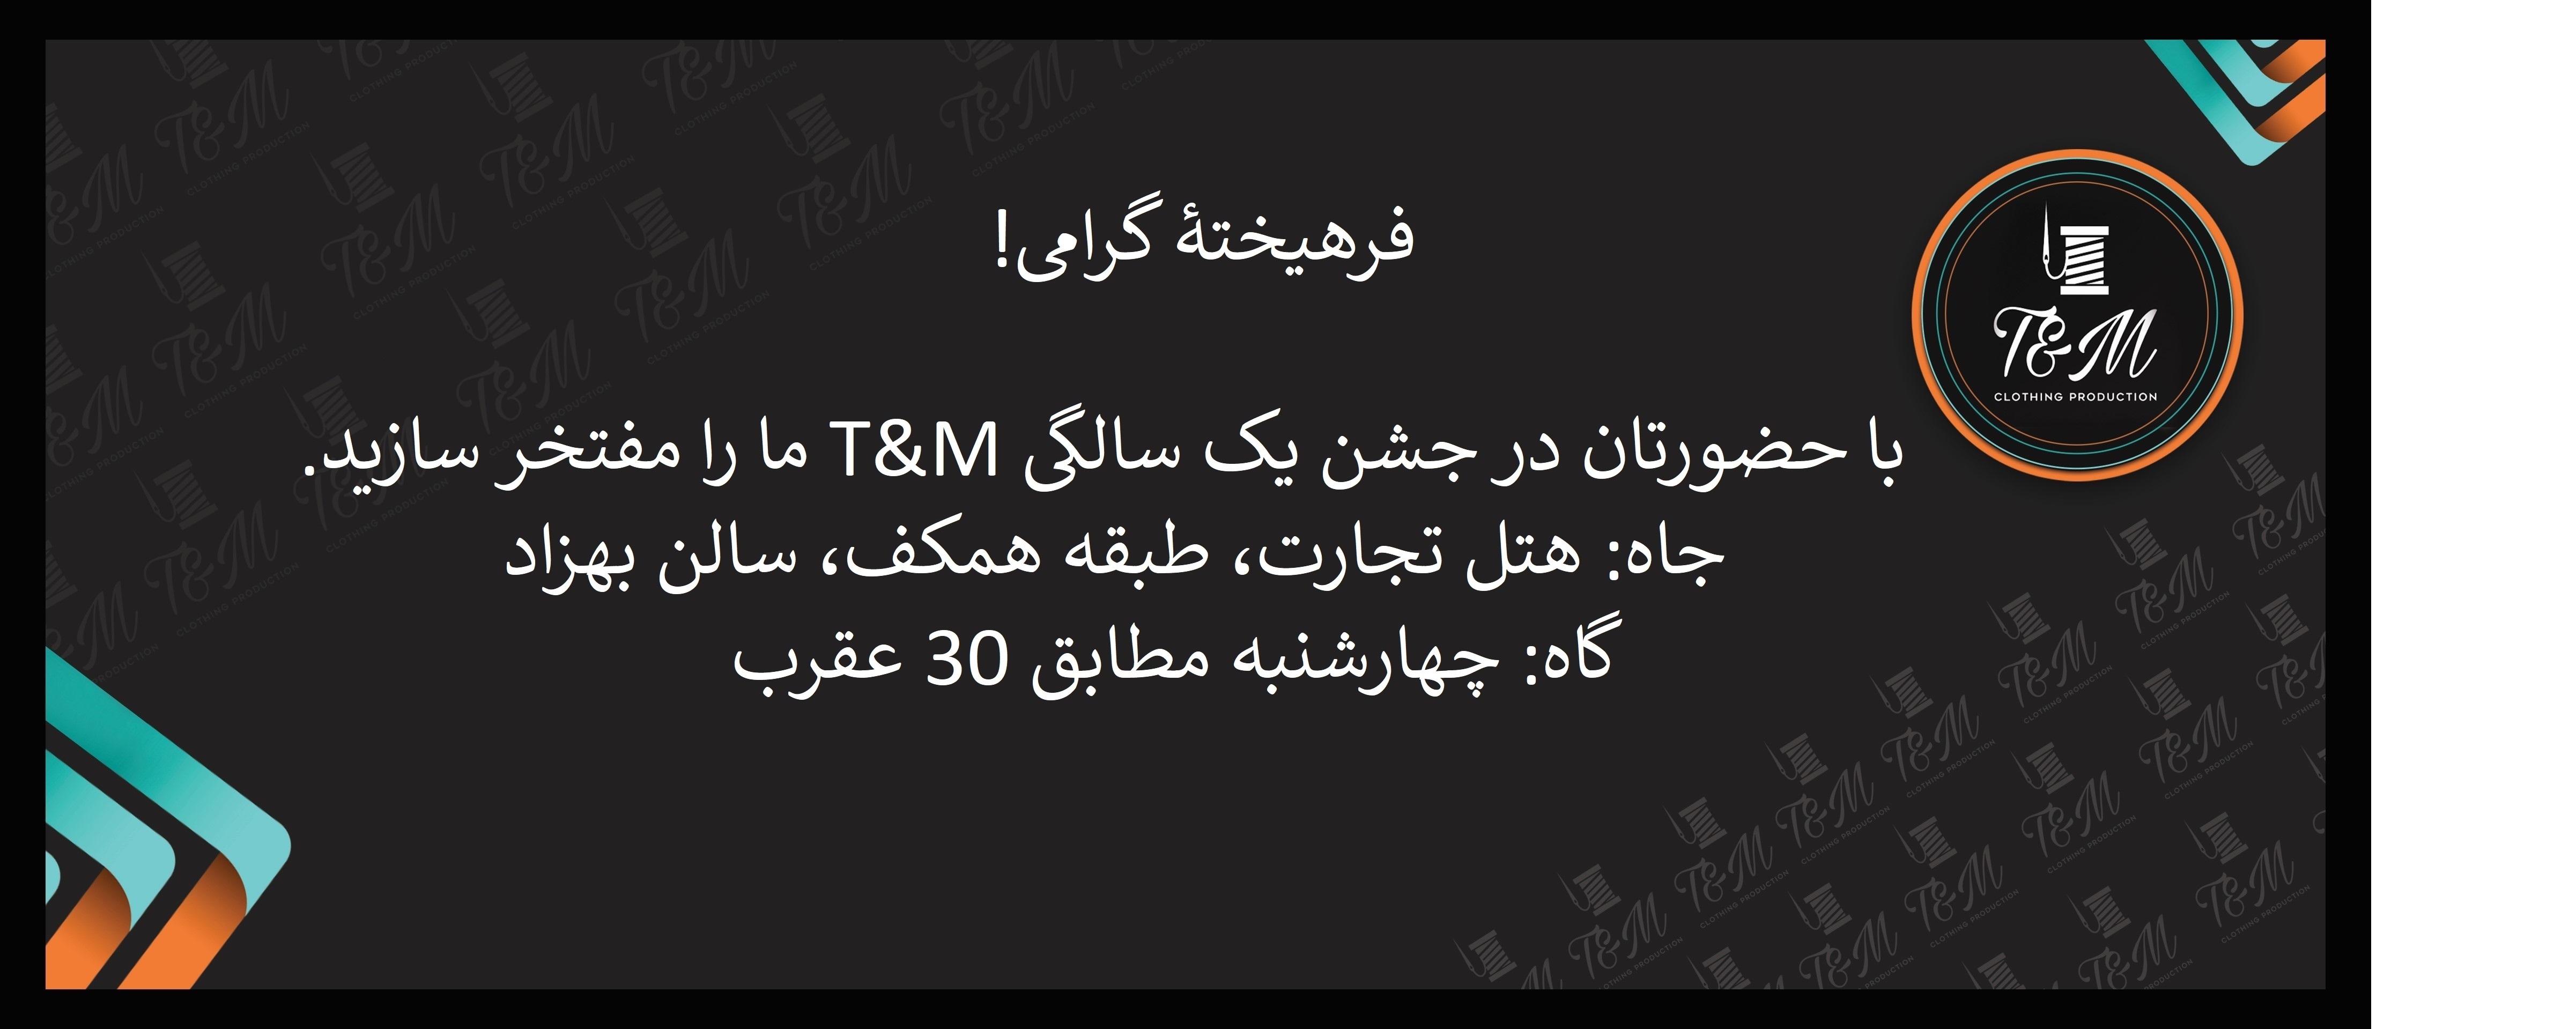 فرهیختهٔ گرامی!
با حضورتان در جشن یک سالگی T&M ما را مفتخر سازید.
جاه: هتل تجارت، طبقه همکف، سالن بهزاد
گاه: چهارشنبه مطابق 30 عقرب
T&M
CLOTHING PRODUCTION